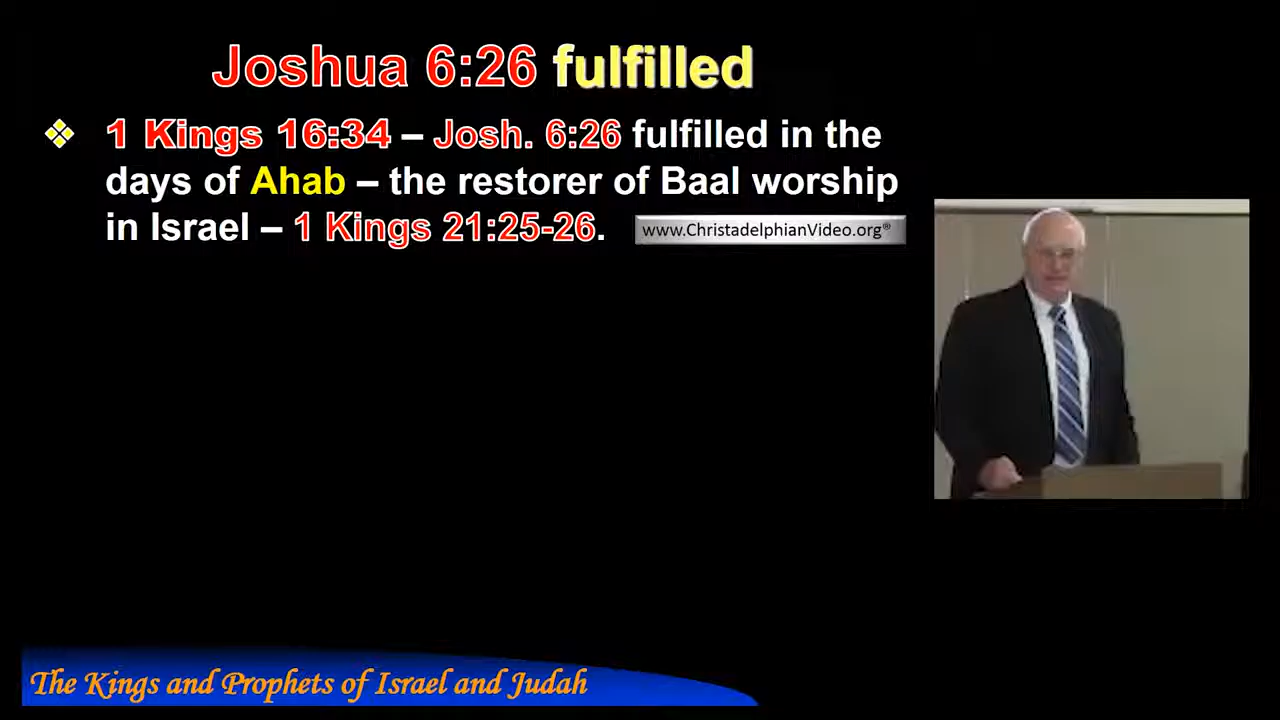 Joshua 6:26 fulfilled
1 Kings 16:34 – Josh. 6:26 fulfilled in the
days of Ahab – the restorer of Baal worship
in Israel – 1 Kings 21:25-26.
www.ChristadelphianVideo.org®
The Kings and Prophets of Israel and Judah